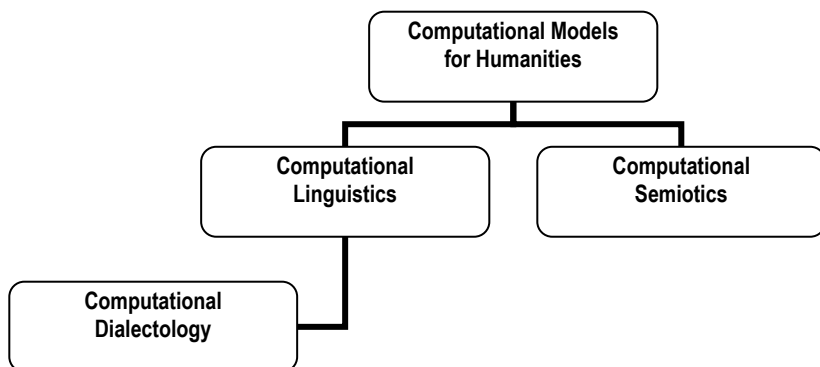 Computational Models
for Humanities
Computational
Linguistics
Computational
Semiotics
Computational
Dialectology